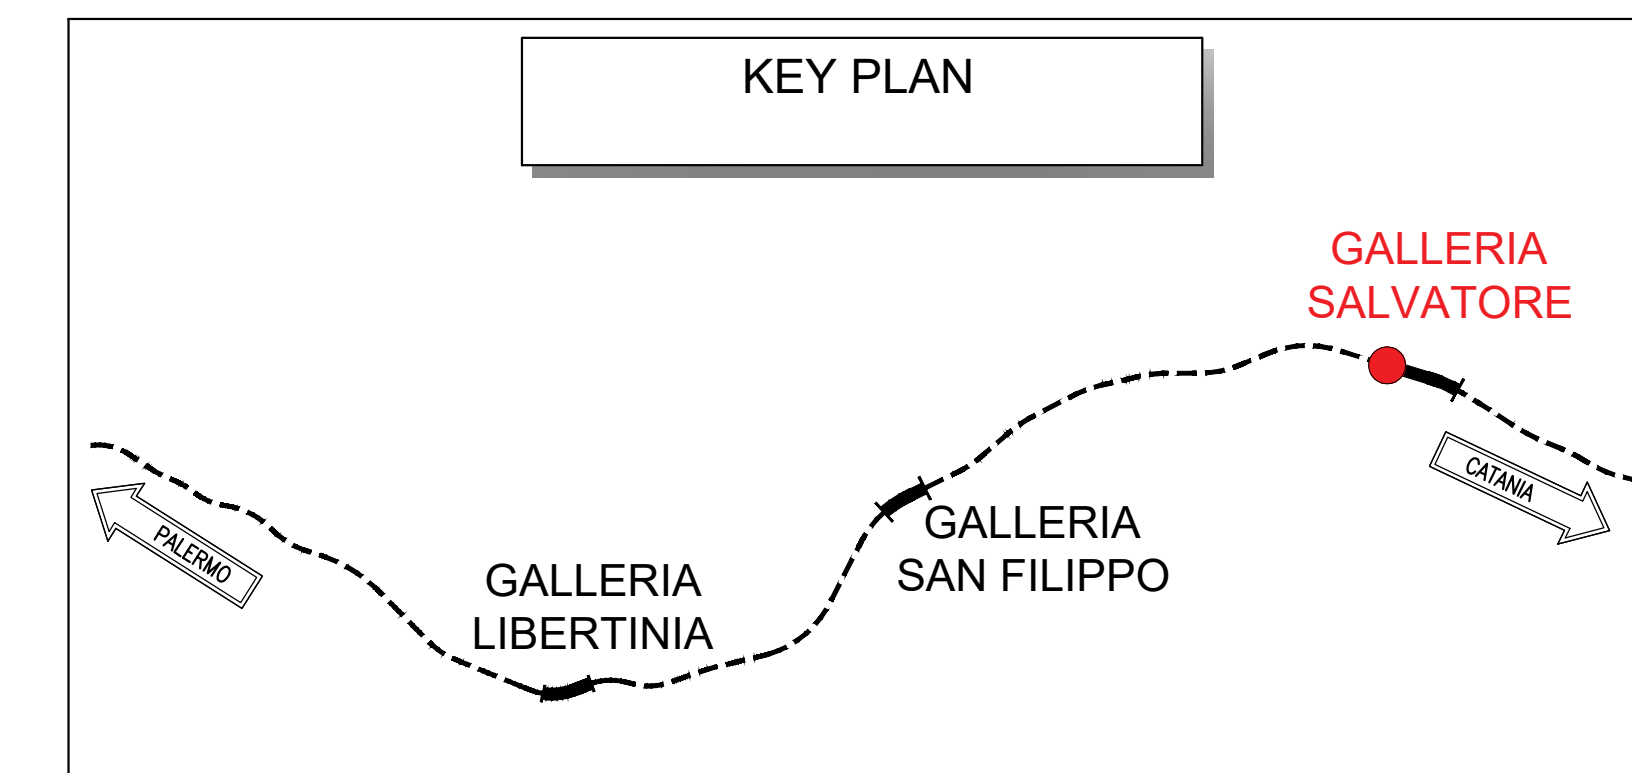 KEY PLAN
GALLERIA
SALVATORE
CATANIA
GALLERIA
SAN FILIPPO
PALERMO
GALLERIA
LIBERTINIA